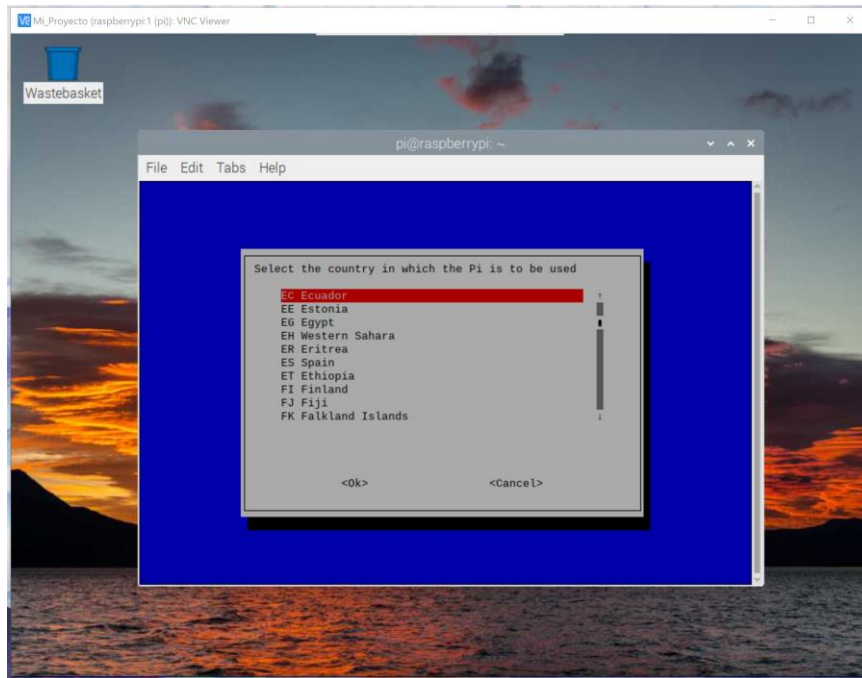 Mi_Proyecto (raspberrypi:1 (pi)): VNC Viewer
Wastebasket
pi@raspberrypi: ~
File Edit Tabs Help
Select the country in which the Pi is to be used
EC Ecuador
EE Estonia
EG Egypt
EH Western Sahara
ER Eritrea
ES Spain
ET Ethiopia
FI Finland
FJ Fiji
FK Falkland Islands
<Ok> <Cancel>